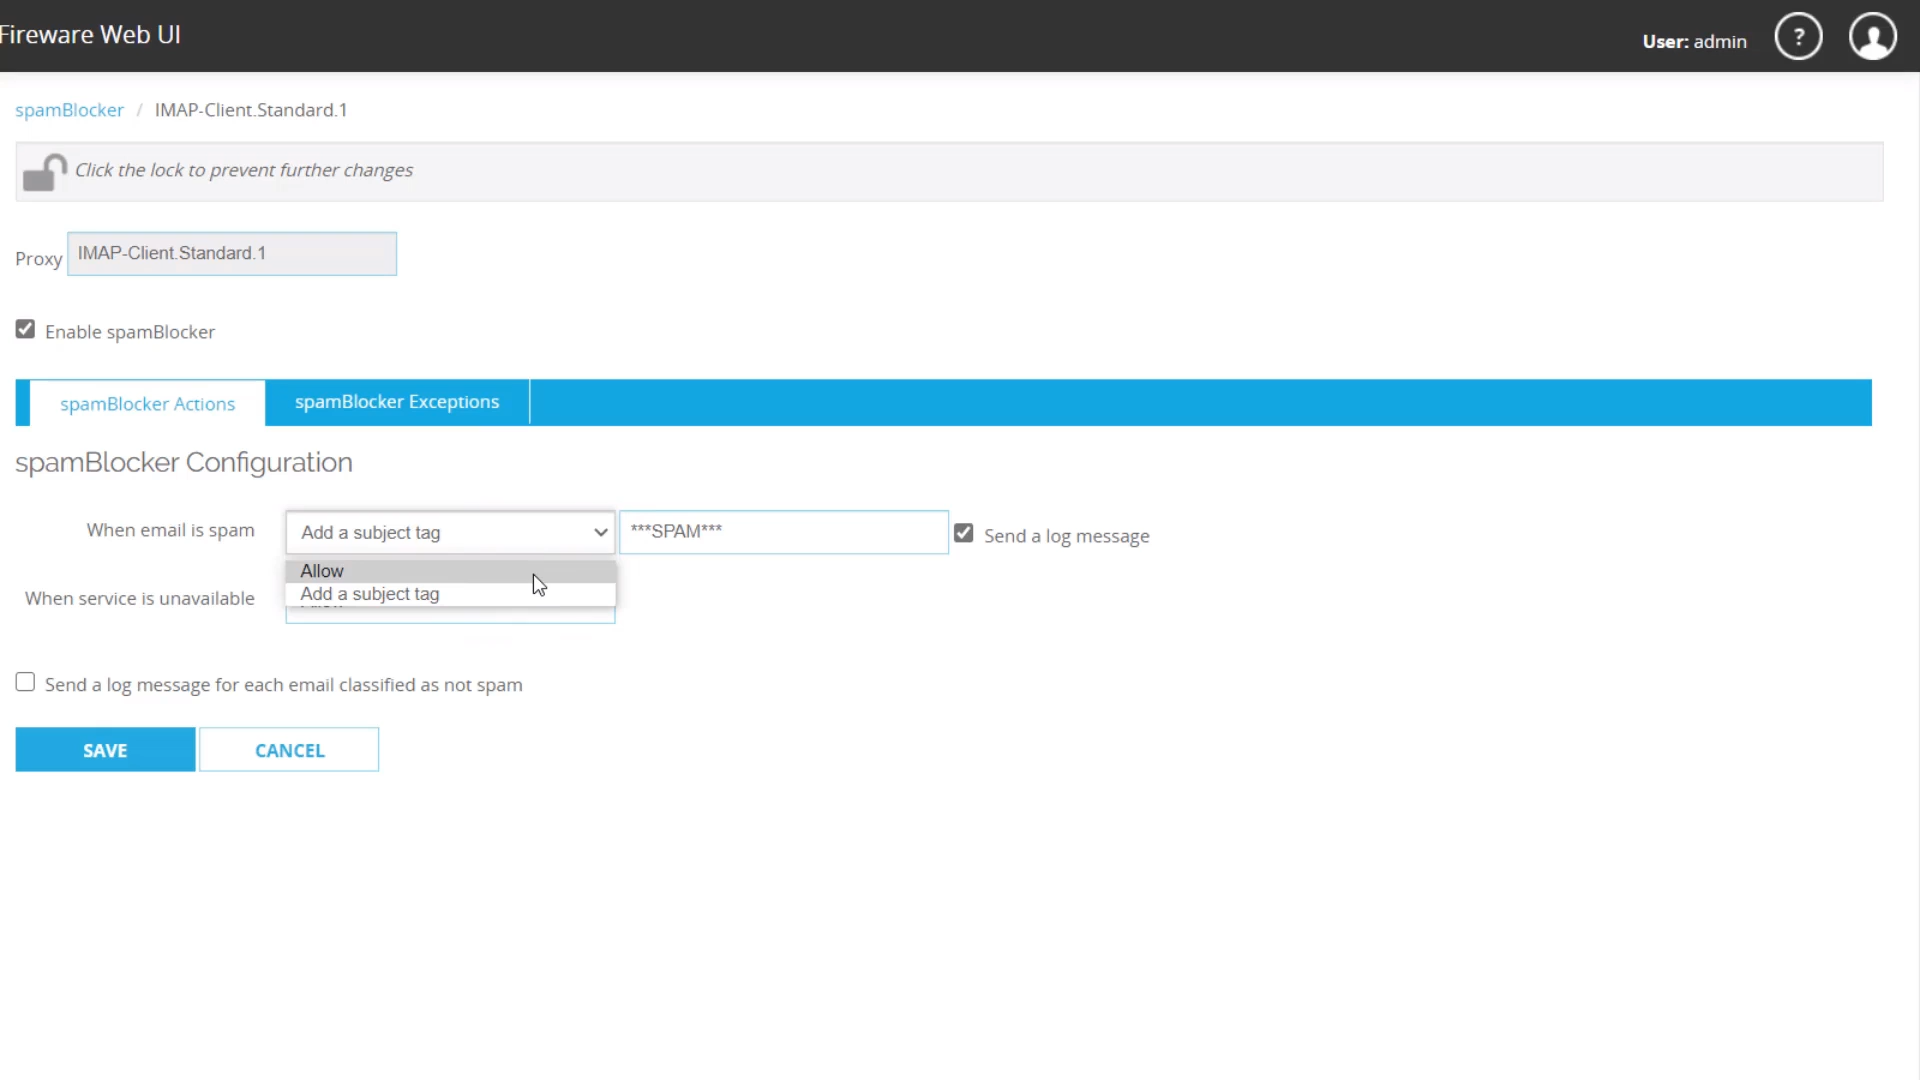 Fireware Web UI
User: admin
?
spamBlocker / IMAP-Client.Standard.1
Click the lock to prevent further changes
Proxy IMAP-Client.Standard.1
Enable spamBlocker
spamBlocker Actions spamBlocker Exceptions
spamBlocker Configuration
When email is spam Add a subject tag ***SPAM*** Send a log message
Allow
Add a subject tag
When service is unavailable
Send a log message for each email classified as not spam
SAVE CANCEL